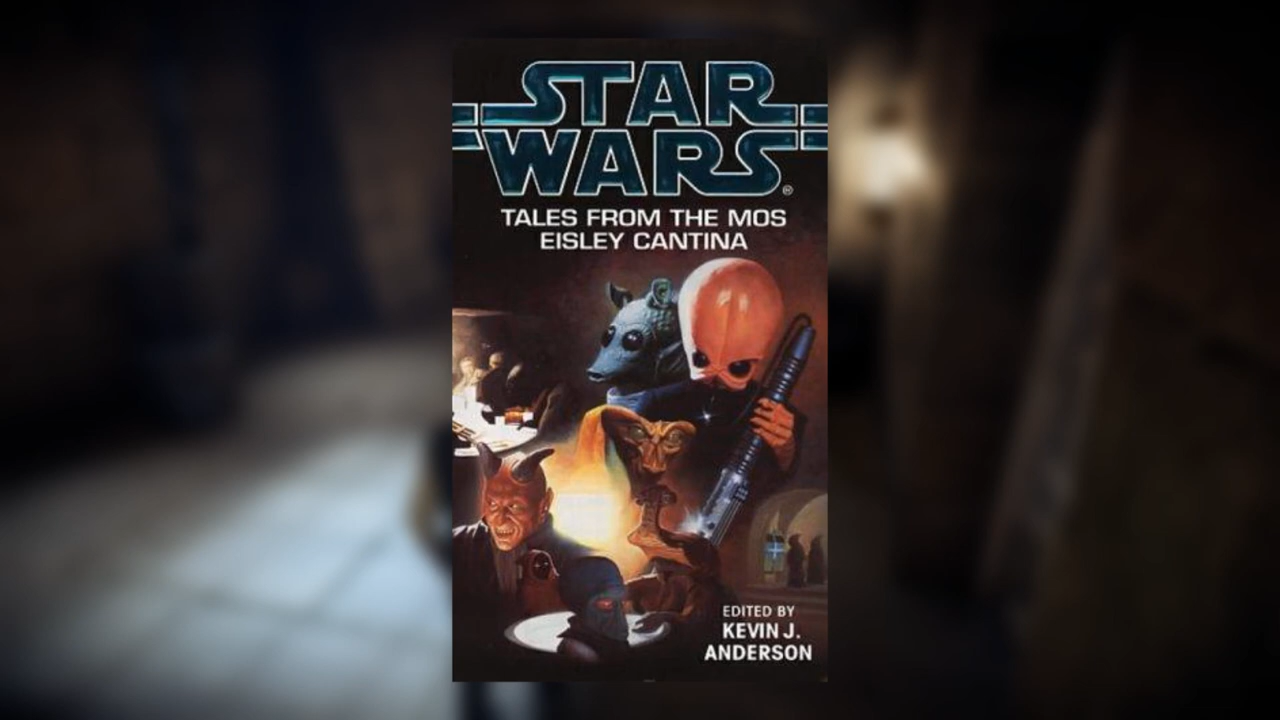 STAR
WARS®
TALES FROM THE MOS
EISLEY CANTINA
EDITED BY
KEVIN J.
ANDERSON